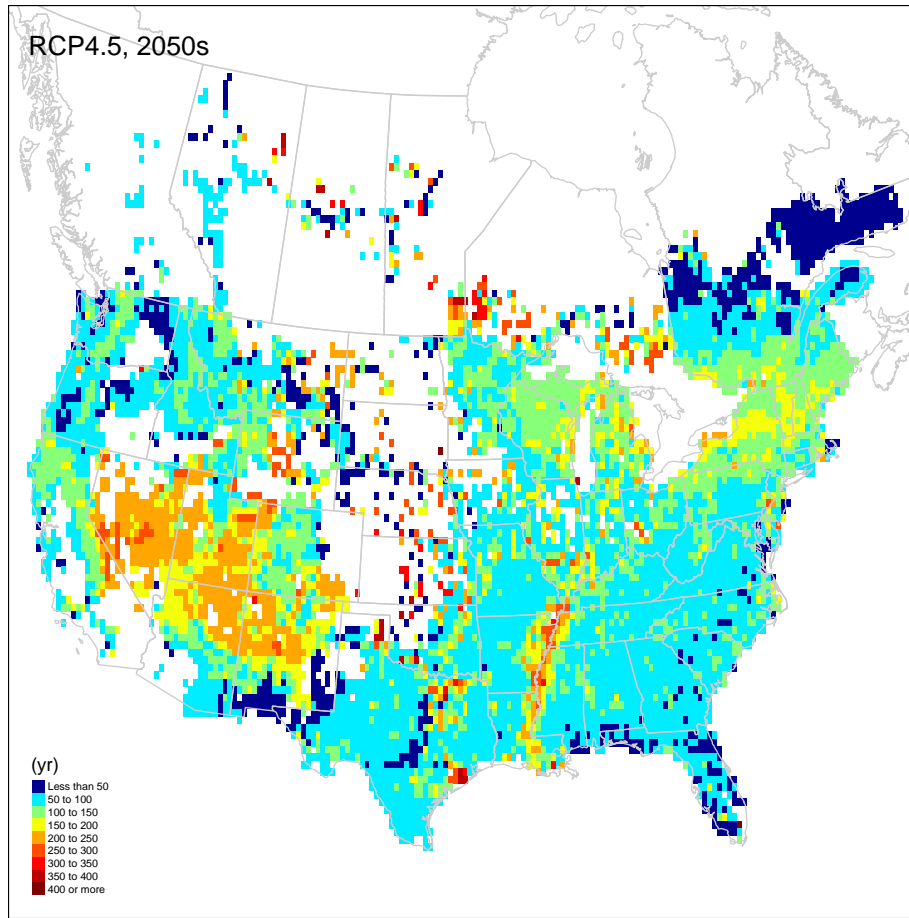 RCP4.5, 2050s
(yr)
Less than 50
50 to 100
100 to 150
150 to 200
200 to 250
250 to 300
300 to 350
350 to 400
400 or more